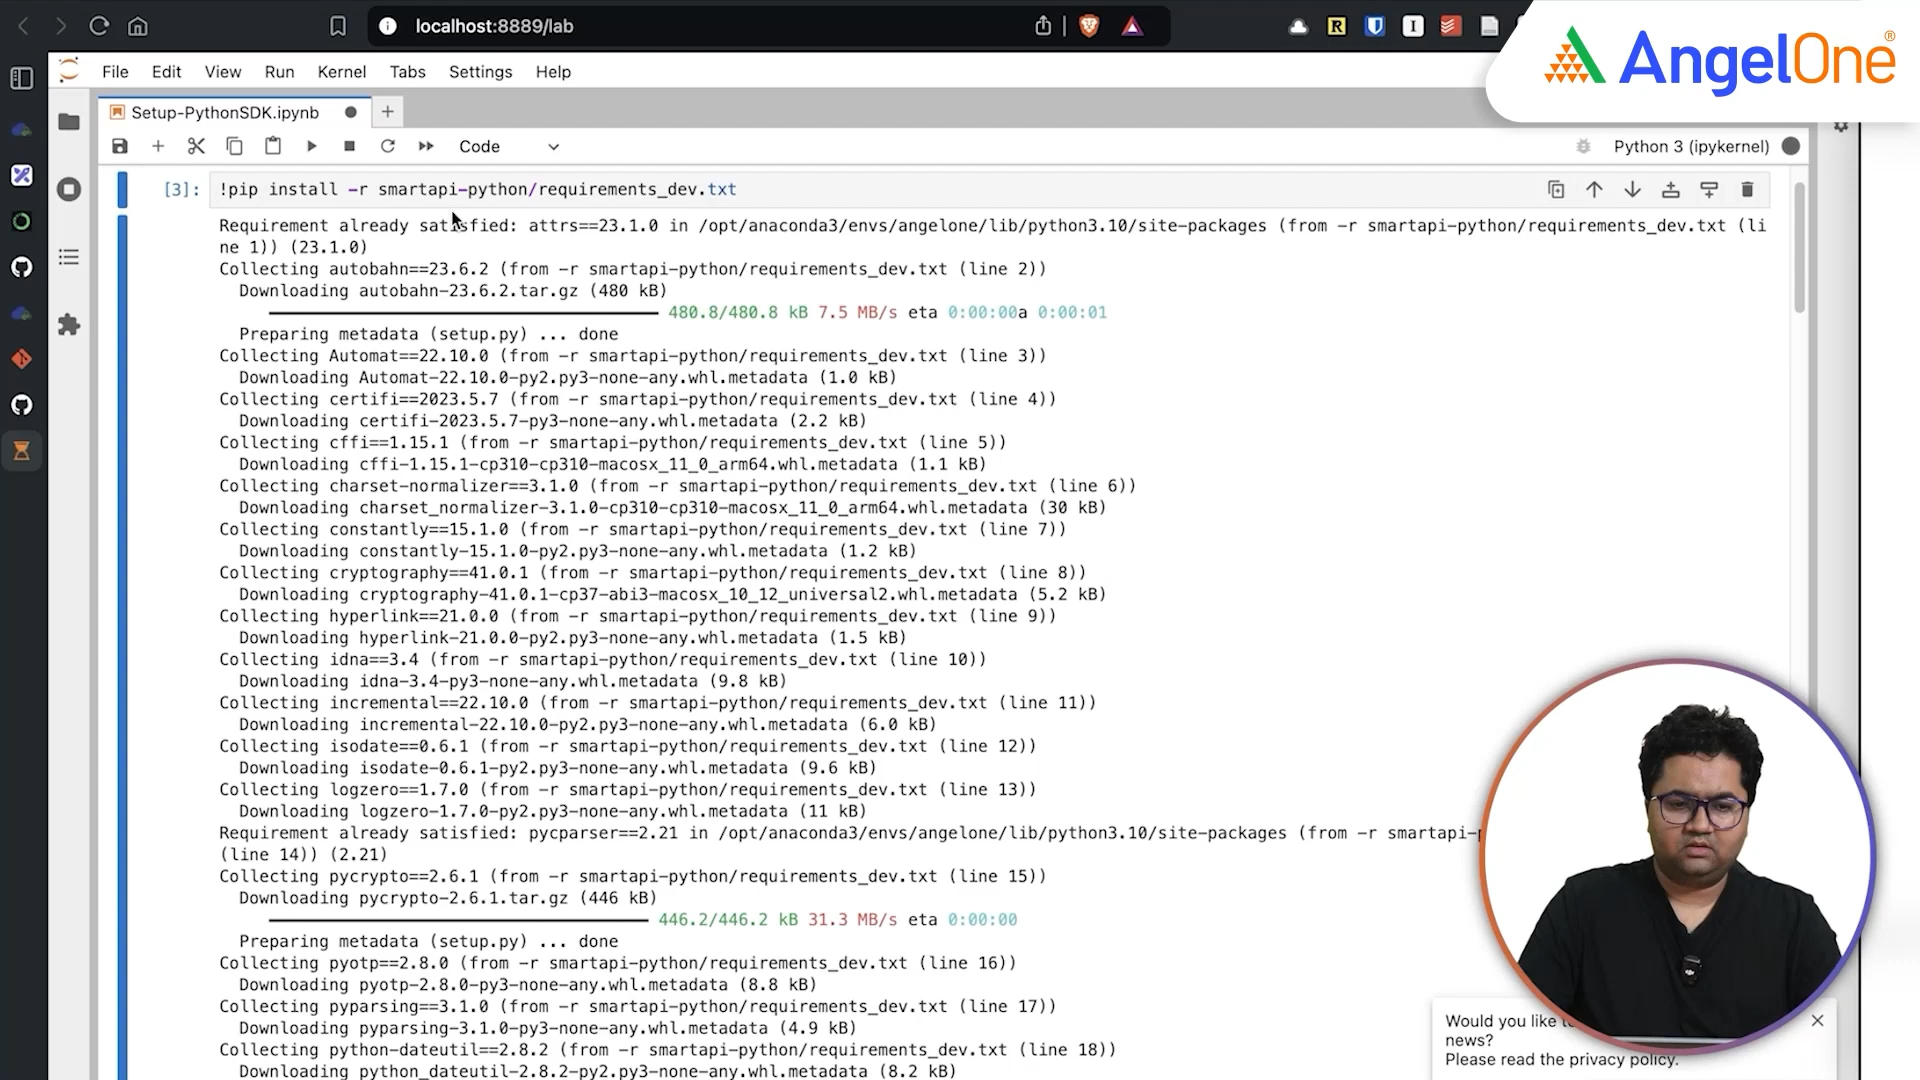 localhost:8889/lab
R
I
AngelOne®
File Edit View Run Kernel Tabs Settings Help
Setup-PythonSDK.ipynb
Code
Python 3 (ipykernel)
[3]: !pip install -r smartapi-python/requirements_dev.txt
Requirement already satisfied: attrs==23.1.0 in /opt/anaconda3/envs/angelone/lib/python3.10/site-packages (from -r smartapi-python/requirements_dev.txt (li
ne 1)) (23.1.0)
Collecting autobahn==23.6.2 (from -r smartapi-python/requirements_dev.txt (line 2))
Downloading autobahn-23.6.2.tar.gz (480 kB)
480.8/480.8 kB 7.5 MB/s eta 0:00:00a 0:00:01
Preparing metadata (setup.py) ... done
Collecting Automat==22.10.0 (from -r smartapi-python/requirements_dev.txt (line 3))
Downloading Automat-22.10.0-py2.py3-none-any.whl.metadata (1.0 kB)
Collecting certifi==2023.5.7 (from -r smartapi-python/requirements_dev.txt (line 4))
Downloading certifi-2023.5.7-py3-none-any.whl.metadata (2.2 kB)
Collecting cffi==1.15.1 (from -r smartapi-python/requirements_dev.txt (line 5))
Downloading cffi-1.15.1-cp310-cp310-macosx_11_0_arm64.whl.metadata (1.1 kB)
Collecting charset-normalizer==3.1.0 (from -r smartapi-python/requirements_dev.txt (line 6))
Downloading charset_normalizer-3.1.0-cp310-cp310-macosx_11_0_arm64.whl.metadata (30 kB)
Collecting constantly==15.1.0 (from -r smartapi-python/requirements_dev.txt (line 7))
Downloading constantly-15.1.0-py2.py3-none-any.whl.metadata (1.2 kB)
Collecting cryptography==41.0.1 (from -r smartapi-python/requirements_dev.txt (line 8))
Downloading cryptography-41.0.1-cp37-abi3-macosx_10_12_universal2.whl.metadata (5.2 kB)
Collecting hyperlink==21.0.0 (from -r smartapi-python/requirements_dev.txt (line 9))
Downloading hyperlink-21.0.0-py2.py3-none-any.whl.metadata (1.5 kB)
Collecting idna==3.4 (from -r smartapi-python/requirements_dev.txt (line 10))
Downloading idna-3.4-py3-none-any.whl.metadata (9.8 kB)
Collecting incremental==22.10.0 (from -r smartapi-python/requirements_dev.txt (line 11))
Downloading incremental-22.10.0-py2.py3-none-any.whl.metadata (6.0 kB)
Collecting isodate==0.6.1 (from -r smartapi-python/requirements_dev.txt (line 12))
Downloading isodate-0.6.1-py2.py3-none-any.whl.metadata (9.6 kB)
Collecting logzero==1.7.0 (from -r smartapi-python/requirements_dev.txt (line 13))
Downloading logzero-1.7.0-py2.py3-none-any.whl.metadata (11 kB)
Requirement already satisfied: pycparser==2.21 in /opt/anaconda3/envs/angelone/lib/python3.10/site-packages (from -r smartapi-
(line 14)) (2.21)
Collecting pycrypto==2.6.1 (from -r smartapi-python/requirements_dev.txt (line 15))
Downloading pycrypto-2.6.1.tar.gz (446 kB)
446.2/446.2 kB 31.3 MB/s eta 0:00:00
Preparing metadata (setup.py) ... done
Collecting pyotp==2.8.0 (from -r smartapi-python/requirements_dev.txt (line 16))
Downloading pyotp-2.8.0-py3-none-any.whl.metadata (8.8 kB)
Collecting pyparsing==3.1.0 (from -r smartapi-python/requirements_dev.txt (line 17))
Downloading pyparsing-3.1.0-py3-none-any.whl.metadata (4.9 kB)
Collecting python-dateutil==2.8.2 (from -r smartapi-python/requirements_dev.txt (line 18))
Downloading python_dateutil-2.8.2-py2.py3-none-any.whl.metadata (8.2 kB)
Would you like
news?
Please read the privacy policy.